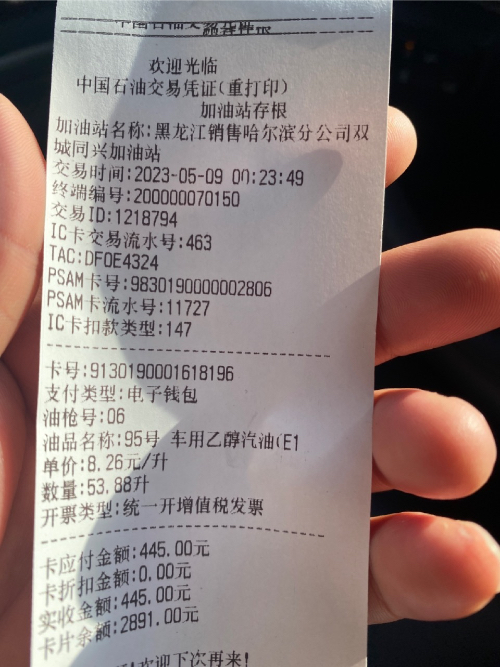 欢迎光临
中国石油交易凭证(重打印)
加油站存根
加油站名称:黑龙江销售哈尔滨分公司双
城同兴加油站
交易时间:2023-05-09 00:23:49
终端编号:200000070150
交易ID:1218794
IC卡交易流水号:463
TAC:DF0E4324
PSAM卡号:9830190000002806
PSAM卡流水号:11727
IC卡扣款类型:147
卡号:9130190001618196
支付类型:电子钱包
油枪号:06
油品名称:95号 车用乙醇汽油(E1
单价:8.26元/升
数量:53.88升
开票类型:统一开增值税发票
卡应付金额:445.00元
卡折扣金额:0.00元
实收金额:445.00元
卡片余额:2891.00元
欢迎下次再来!